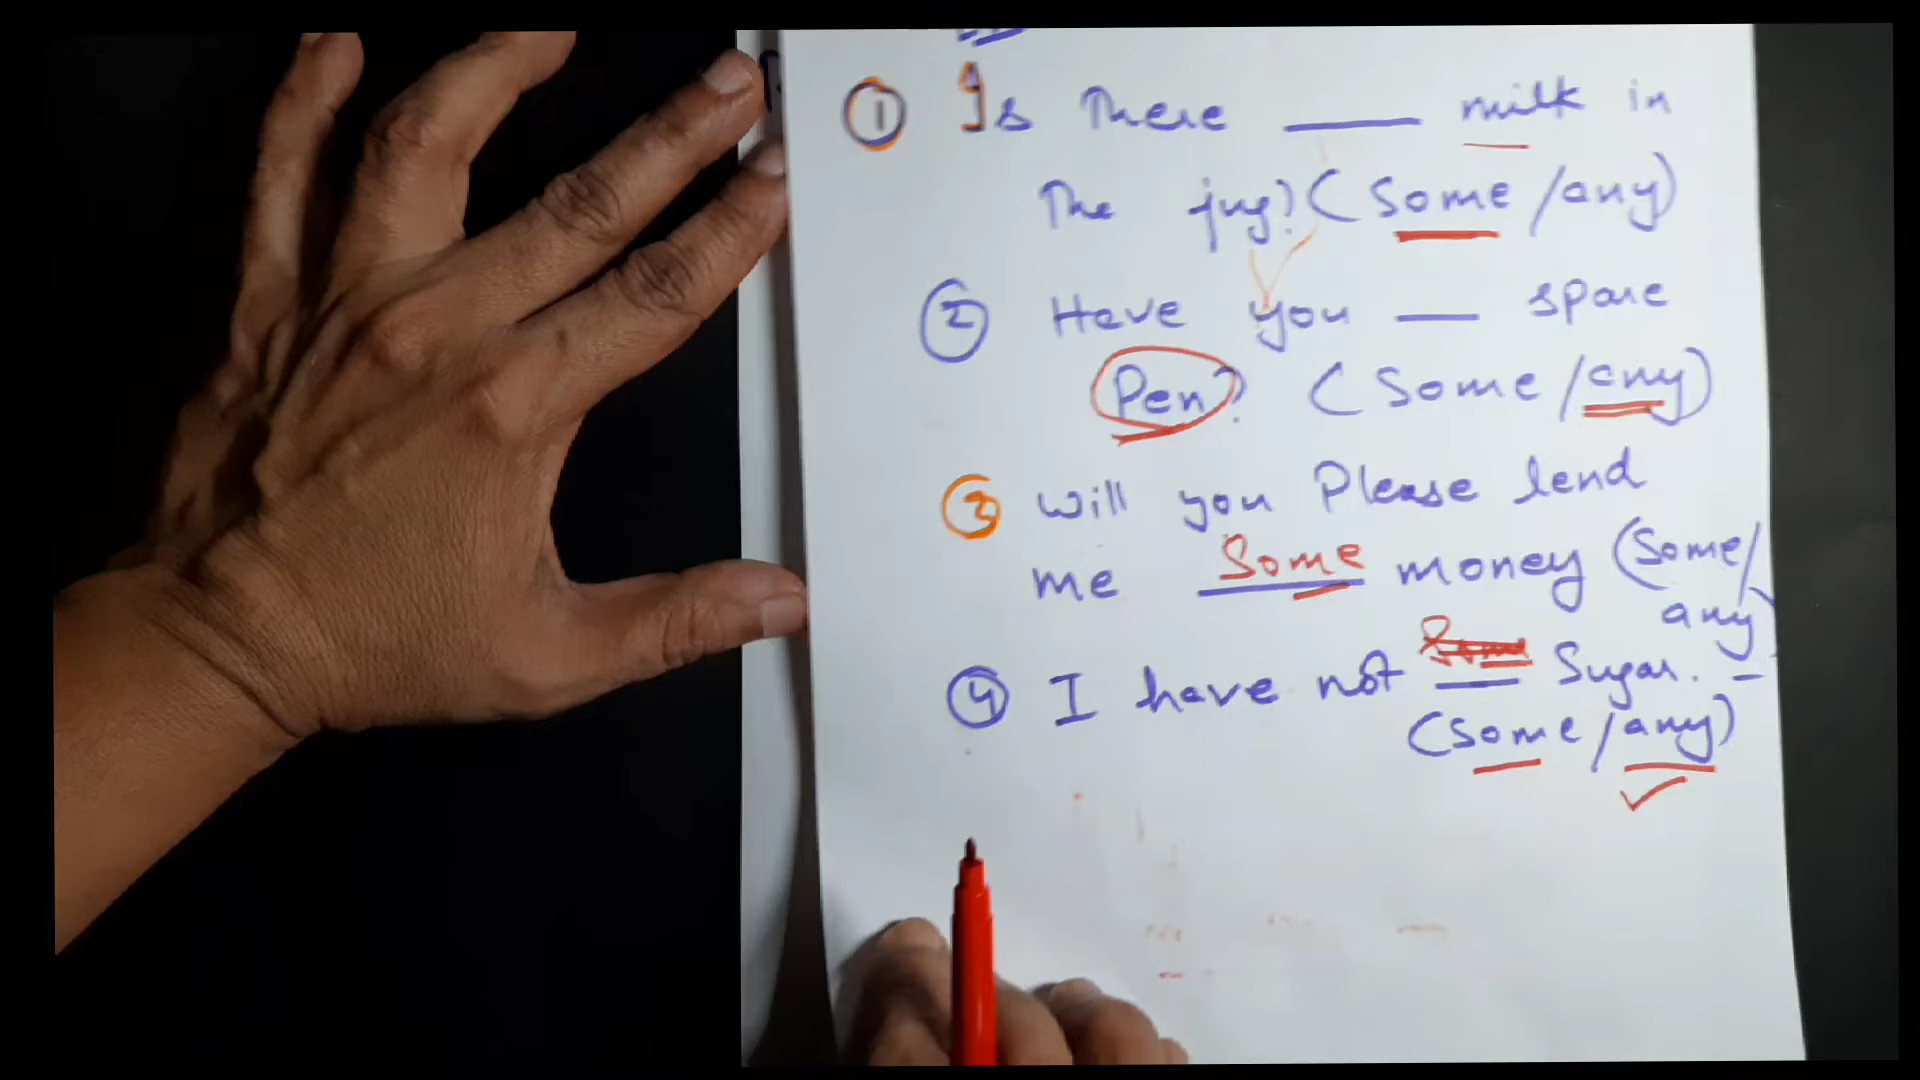 ① Is There ____ milk in
The jug? (Some/any)
② Have you ___ spare
Pen? (Some/any)
③ Will you Please lend
me Some money (Some/
any)
④ I have not Some Sugar.
(Some/any)